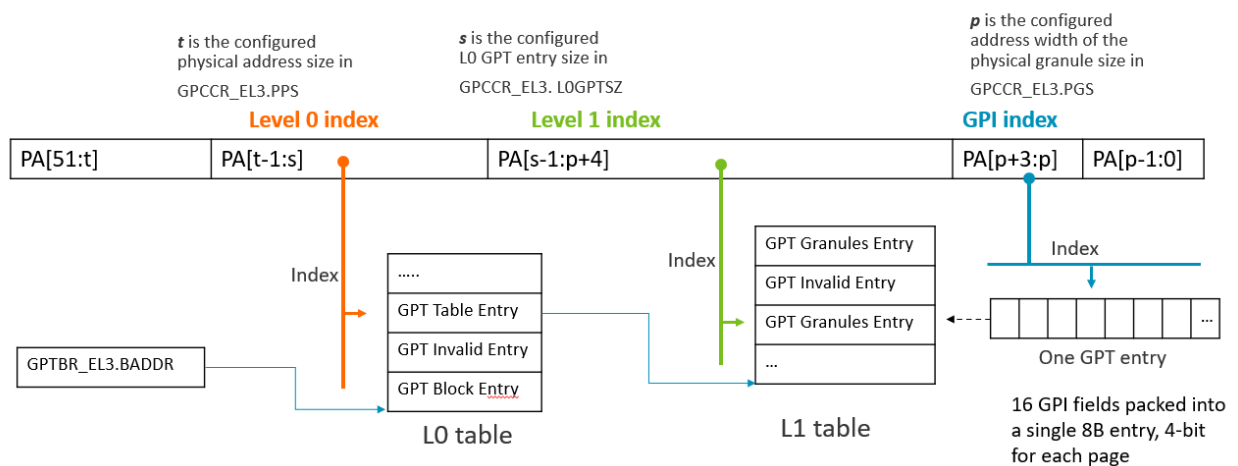 t is the configured
physical address size in
GPCCR_EL3.PPS
s is the configured
L0 GPT entry size in
GPCCR_EL3. L0GPTSZ
p is the configured
address width of the
physical granule size in
GPCCR_EL3.PGS
Level 0 index
Level 1 index
GPI index
PA[51:t]
PA[t-1:s]
PA[s-1:p+4]
PA[p+3:p]
PA[p-1:0]
Index
Index
Index
.....
GPT Table Entry
GPT Invalid Entry
GPT Block Entry
L0 table
GPTBR_EL3.BADDR
GPT Granules Entry
GPT Invalid Entry
GPT Granules Entry
...
L1 table
...
One GPT entry
16 GPI fields packed into
a single 8B entry, 4-bit
for each page